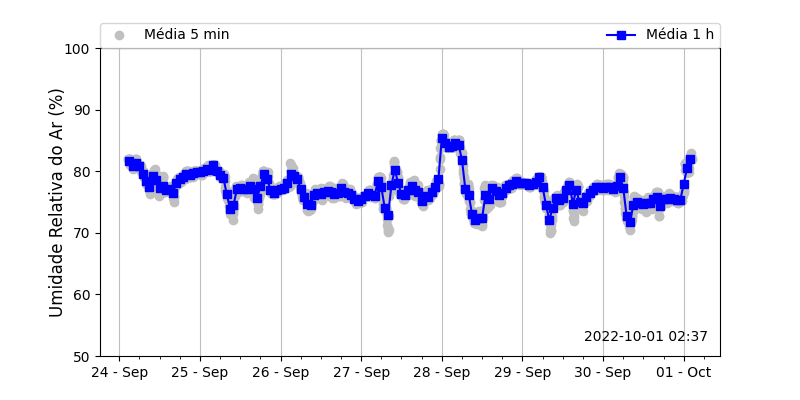 Média 5 min
Média 1 h
Umidade Relativa do Ar (%)
100
90
80
70
60
50
2022-10-01 02:37
24 - Sep
25 - Sep
26 - Sep
27 - Sep
28 - Sep
29 - Sep
30 - Sep
01 - Oct